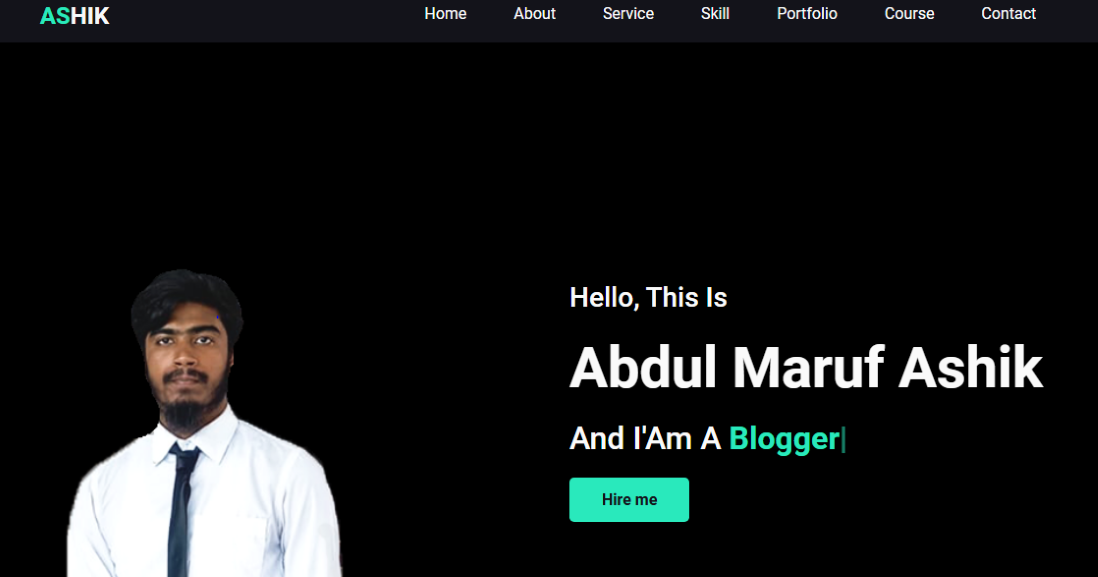 ASHIK Home About Service Skill Portfolio Course Contact
Hello, This Is
Abdul Maruf Ashik
And I'Am A Blogger
Hire me